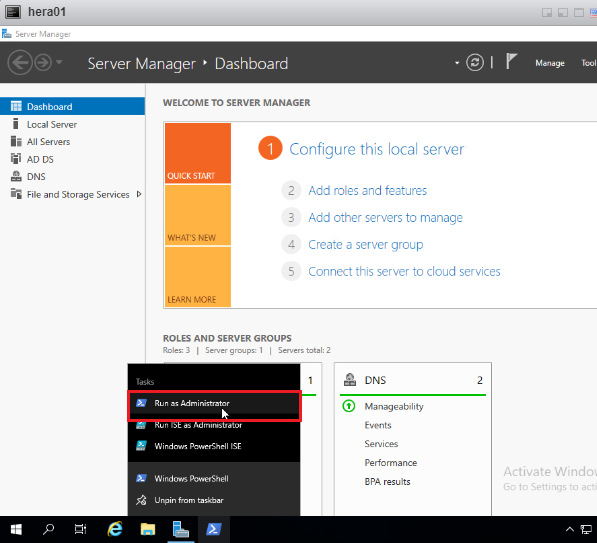 hera01
Server Manager
Server Manager • Dashboard
Manage
Tool
Dashboard
Local Server
All Servers
AD DS
DNS
File and Storage Services
WELCOME TO SERVER MANAGER
QUICK START
WHAT'S NEW
LEARN MORE
1 Configure this local server
2 Add roles and features
3 Add other servers to manage
4 Create a server group
5 Connect this server to cloud services
ROLES AND SERVER GROUPS
Roles: 3 | Server groups: 1 | Servers total: 2
1
DNS 2
Manageability
Events
Services
Performance
BPA results
Tasks
Run as Administrator
Run ISE as Administrator
Windows PowerShell ISE
Windows PowerShell
Unpin from taskbar
Activate Windo
Go to Settings to acti